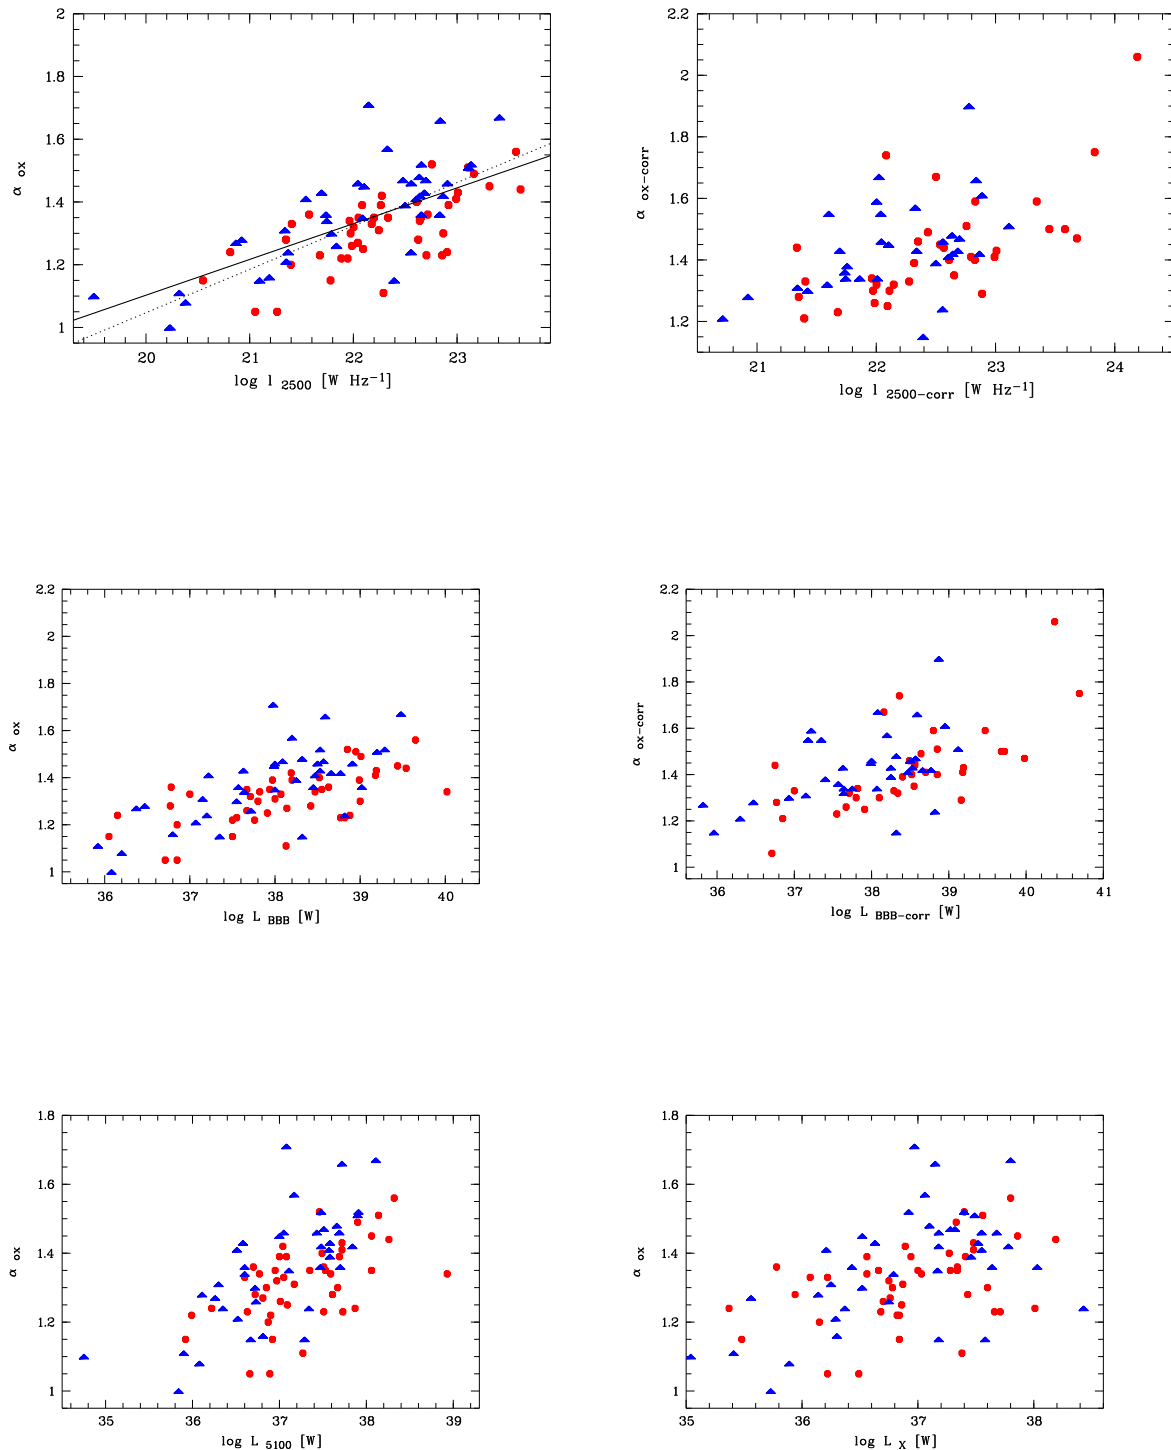 2
1.8
1.6
1.4
1.2
1
α ox
20 21 22 23
log l 2500 [W Hz−1]
2.2
2
1.8
1.6
1.4
1.2
α ox−corr
21 22 23 24
log l 2500−corr [W Hz−1]
2.2
2
1.8
1.6
1.4
1.2
1
α ox
36 37 38 39 40
log L BBB [W]
2.2
2
1.8
1.6
1.4
1.2
1
α ox−corr
36 37 38 39 40 41
log L BBB−corr [W]
1.8
1.6
1.4
1.2
1
α ox
35 36 37 38 39
log L 5100 [W]
1.8
1.6
1.4
1.2
1
α ox
35 36 37 38
log L X [W]